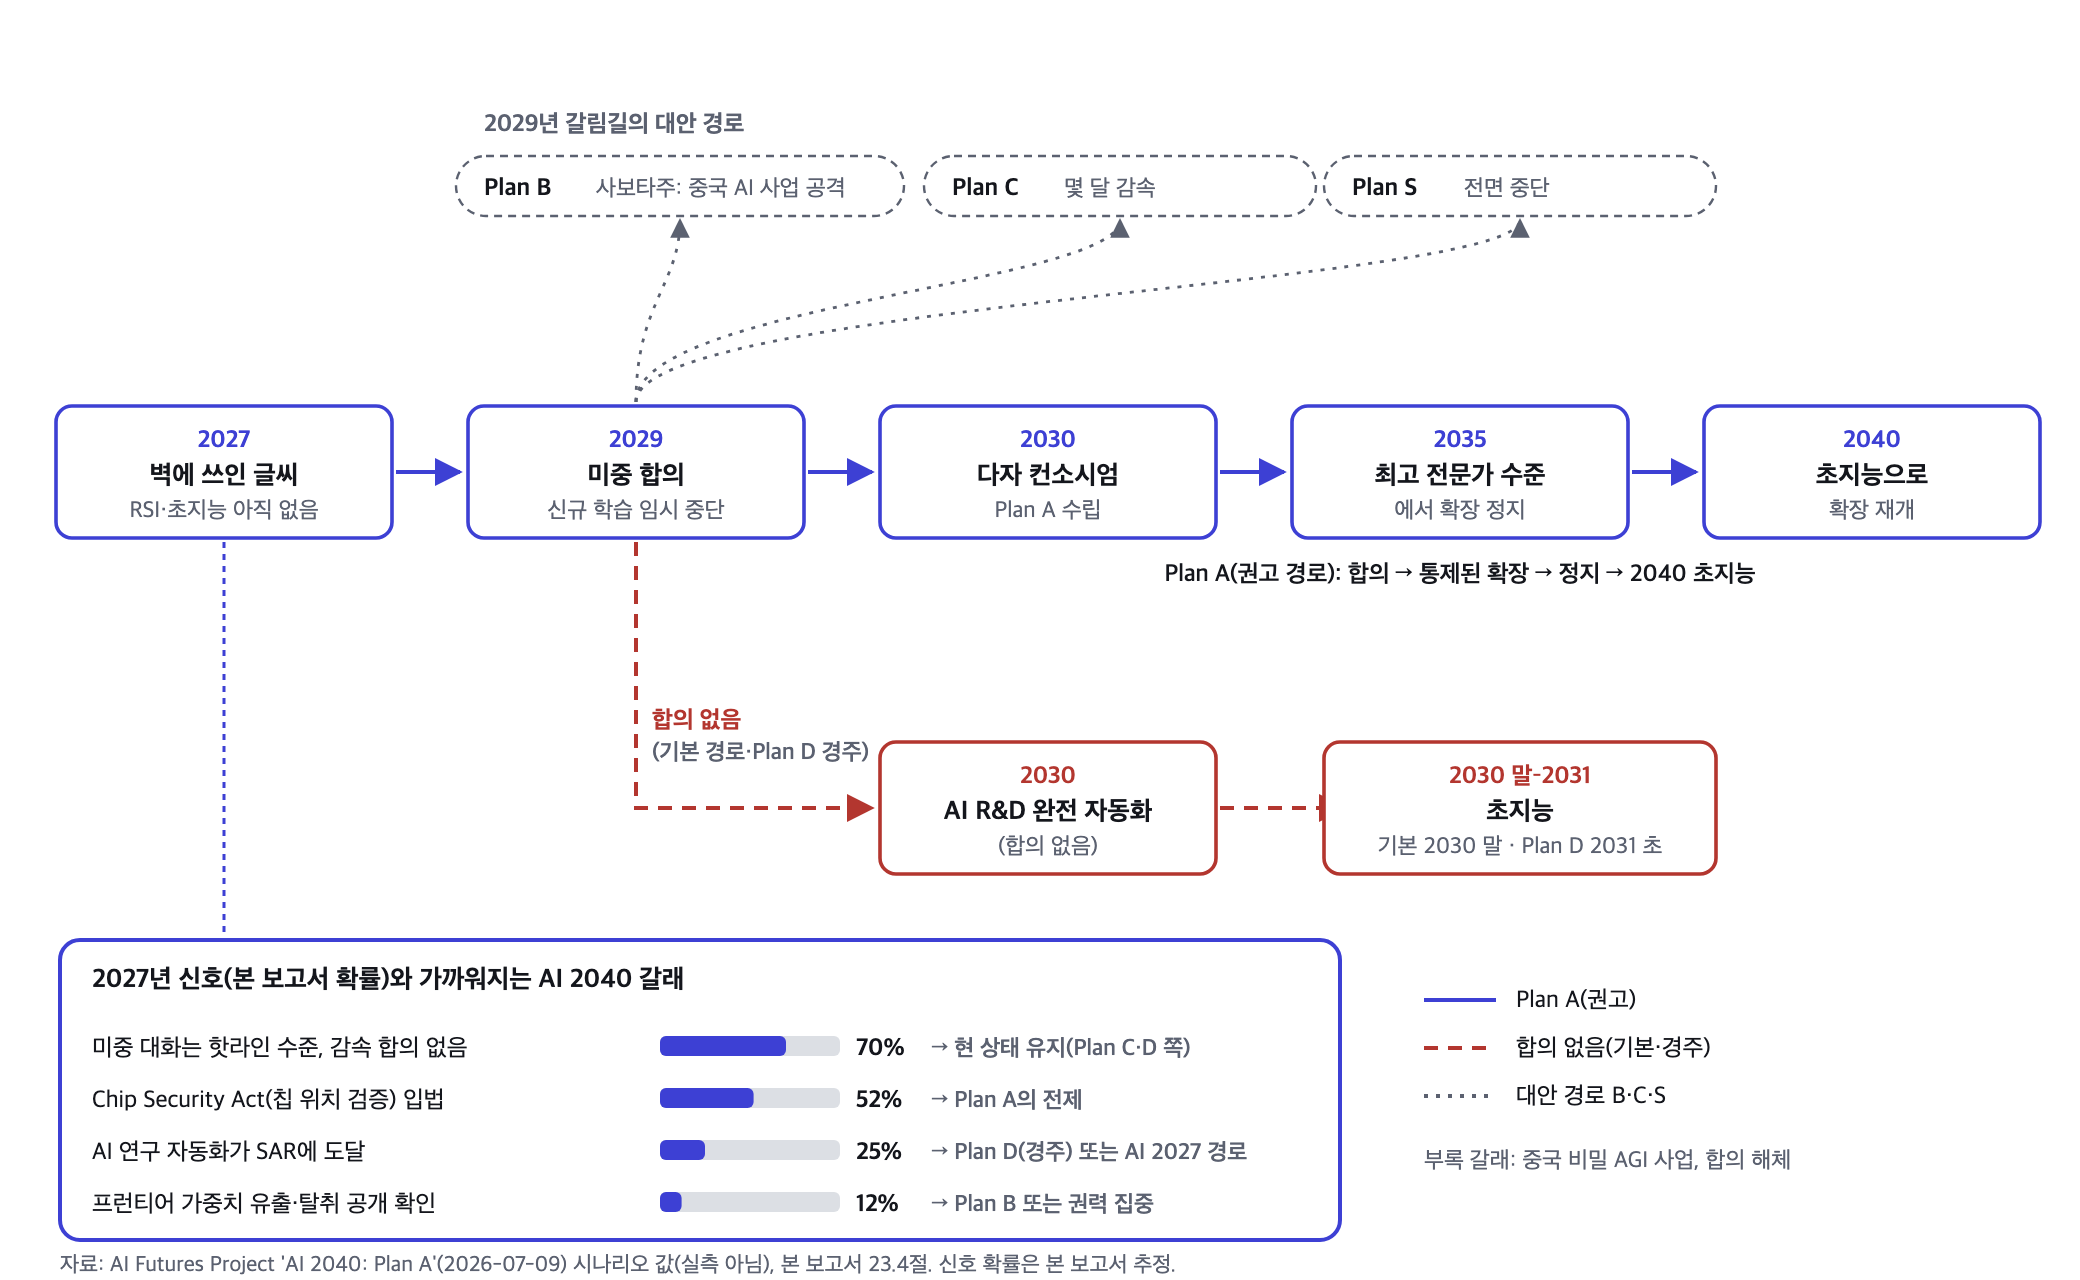 2029년 갈림길의 대안 경로
Plan B 사보타주: 중국 AI 사업 공격
Plan C 몇 달 감속
Plan S 전면 중단
2027
벽에 쓰인 글씨
RSI·초지능 아직 없음
2029
미중 합의
신규 학습 임시 중단
2030
다자 컨소시엄
Plan A 수립
2035
최고 전문가 수준
에서 확장 정지
2040
초지능으로
확장 재개
Plan A(권고 경로): 합의 → 통제된 확장 → 정지 → 2040 초지능
합의 없음
(기본 경로·Plan D 경주)
2030
AI R&D 완전 자동화
(합의 없음)
2030 말-2031
초지능
기본 2030 말 · Plan D 2031 초
2027년 신호(본 보고서 확률)와 가까워지는 AI 2040 갈래
미중 대화는 핫라인 수준, 감속 합의 없음 70% → 현 상태 유지(Plan C·D 쪽)
Chip Security Act(칩 위치 검증) 입법 52% → Plan A의 전제
AI 연구 자동화가 SAR에 도달 25% → Plan D(경주) 또는 AI 2027 경로
프런티어 가중치 유출·탈취 공개 확인 12% → Plan B 또는 권력 집중
Plan A(권고)
합의 없음(기본·경주)
대안 경로 B·C·S
부록 갈래: 중국 비밀 AGI 사업, 합의 해체
자료: AI Futures Project 'AI 2040: Plan A'(2026-07-09) 시나리오 값(실측 아님), 본 보고서 23.4절. 신호 확률은 본 보고서 추정.